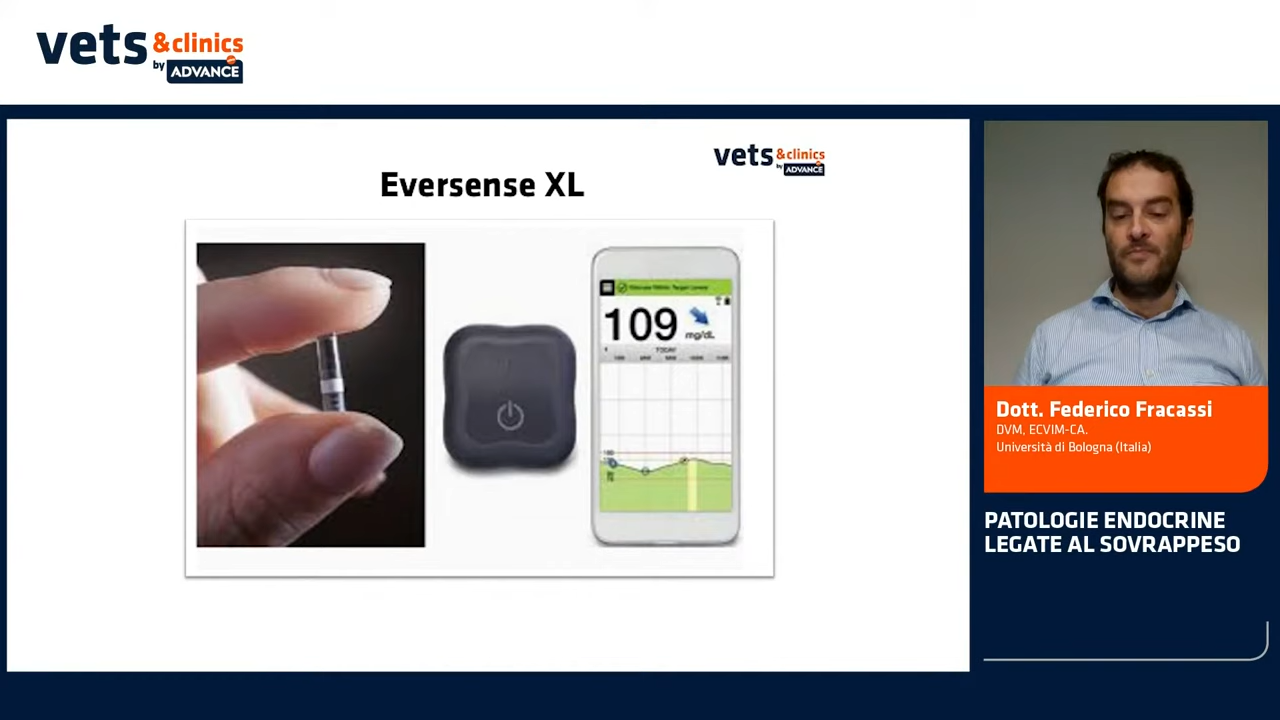 vets &clinics
by ADVANCE
vets &clinics
by ADVANCE
Eversense XL
109
mg/dL
TODAY
Dott. Federico Fracassi
DVM, ECVIM-CA.
Università di Bologna (Italia)
PATOLOGIE ENDOCRINE
LEGATE AL SOVRAPPESO